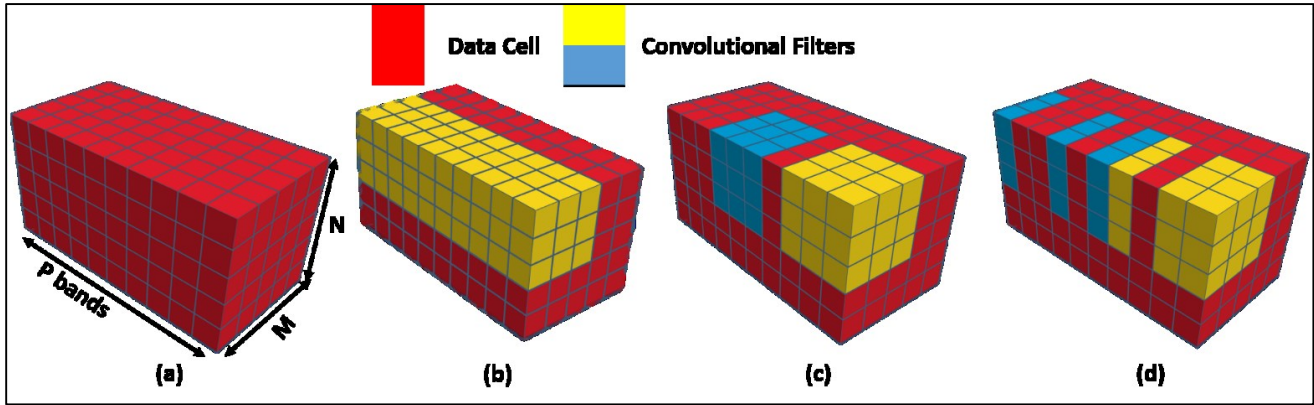 Data Cell
Convolutional Filters
N
P bands
M
(a)
(b)
(c)
(d)